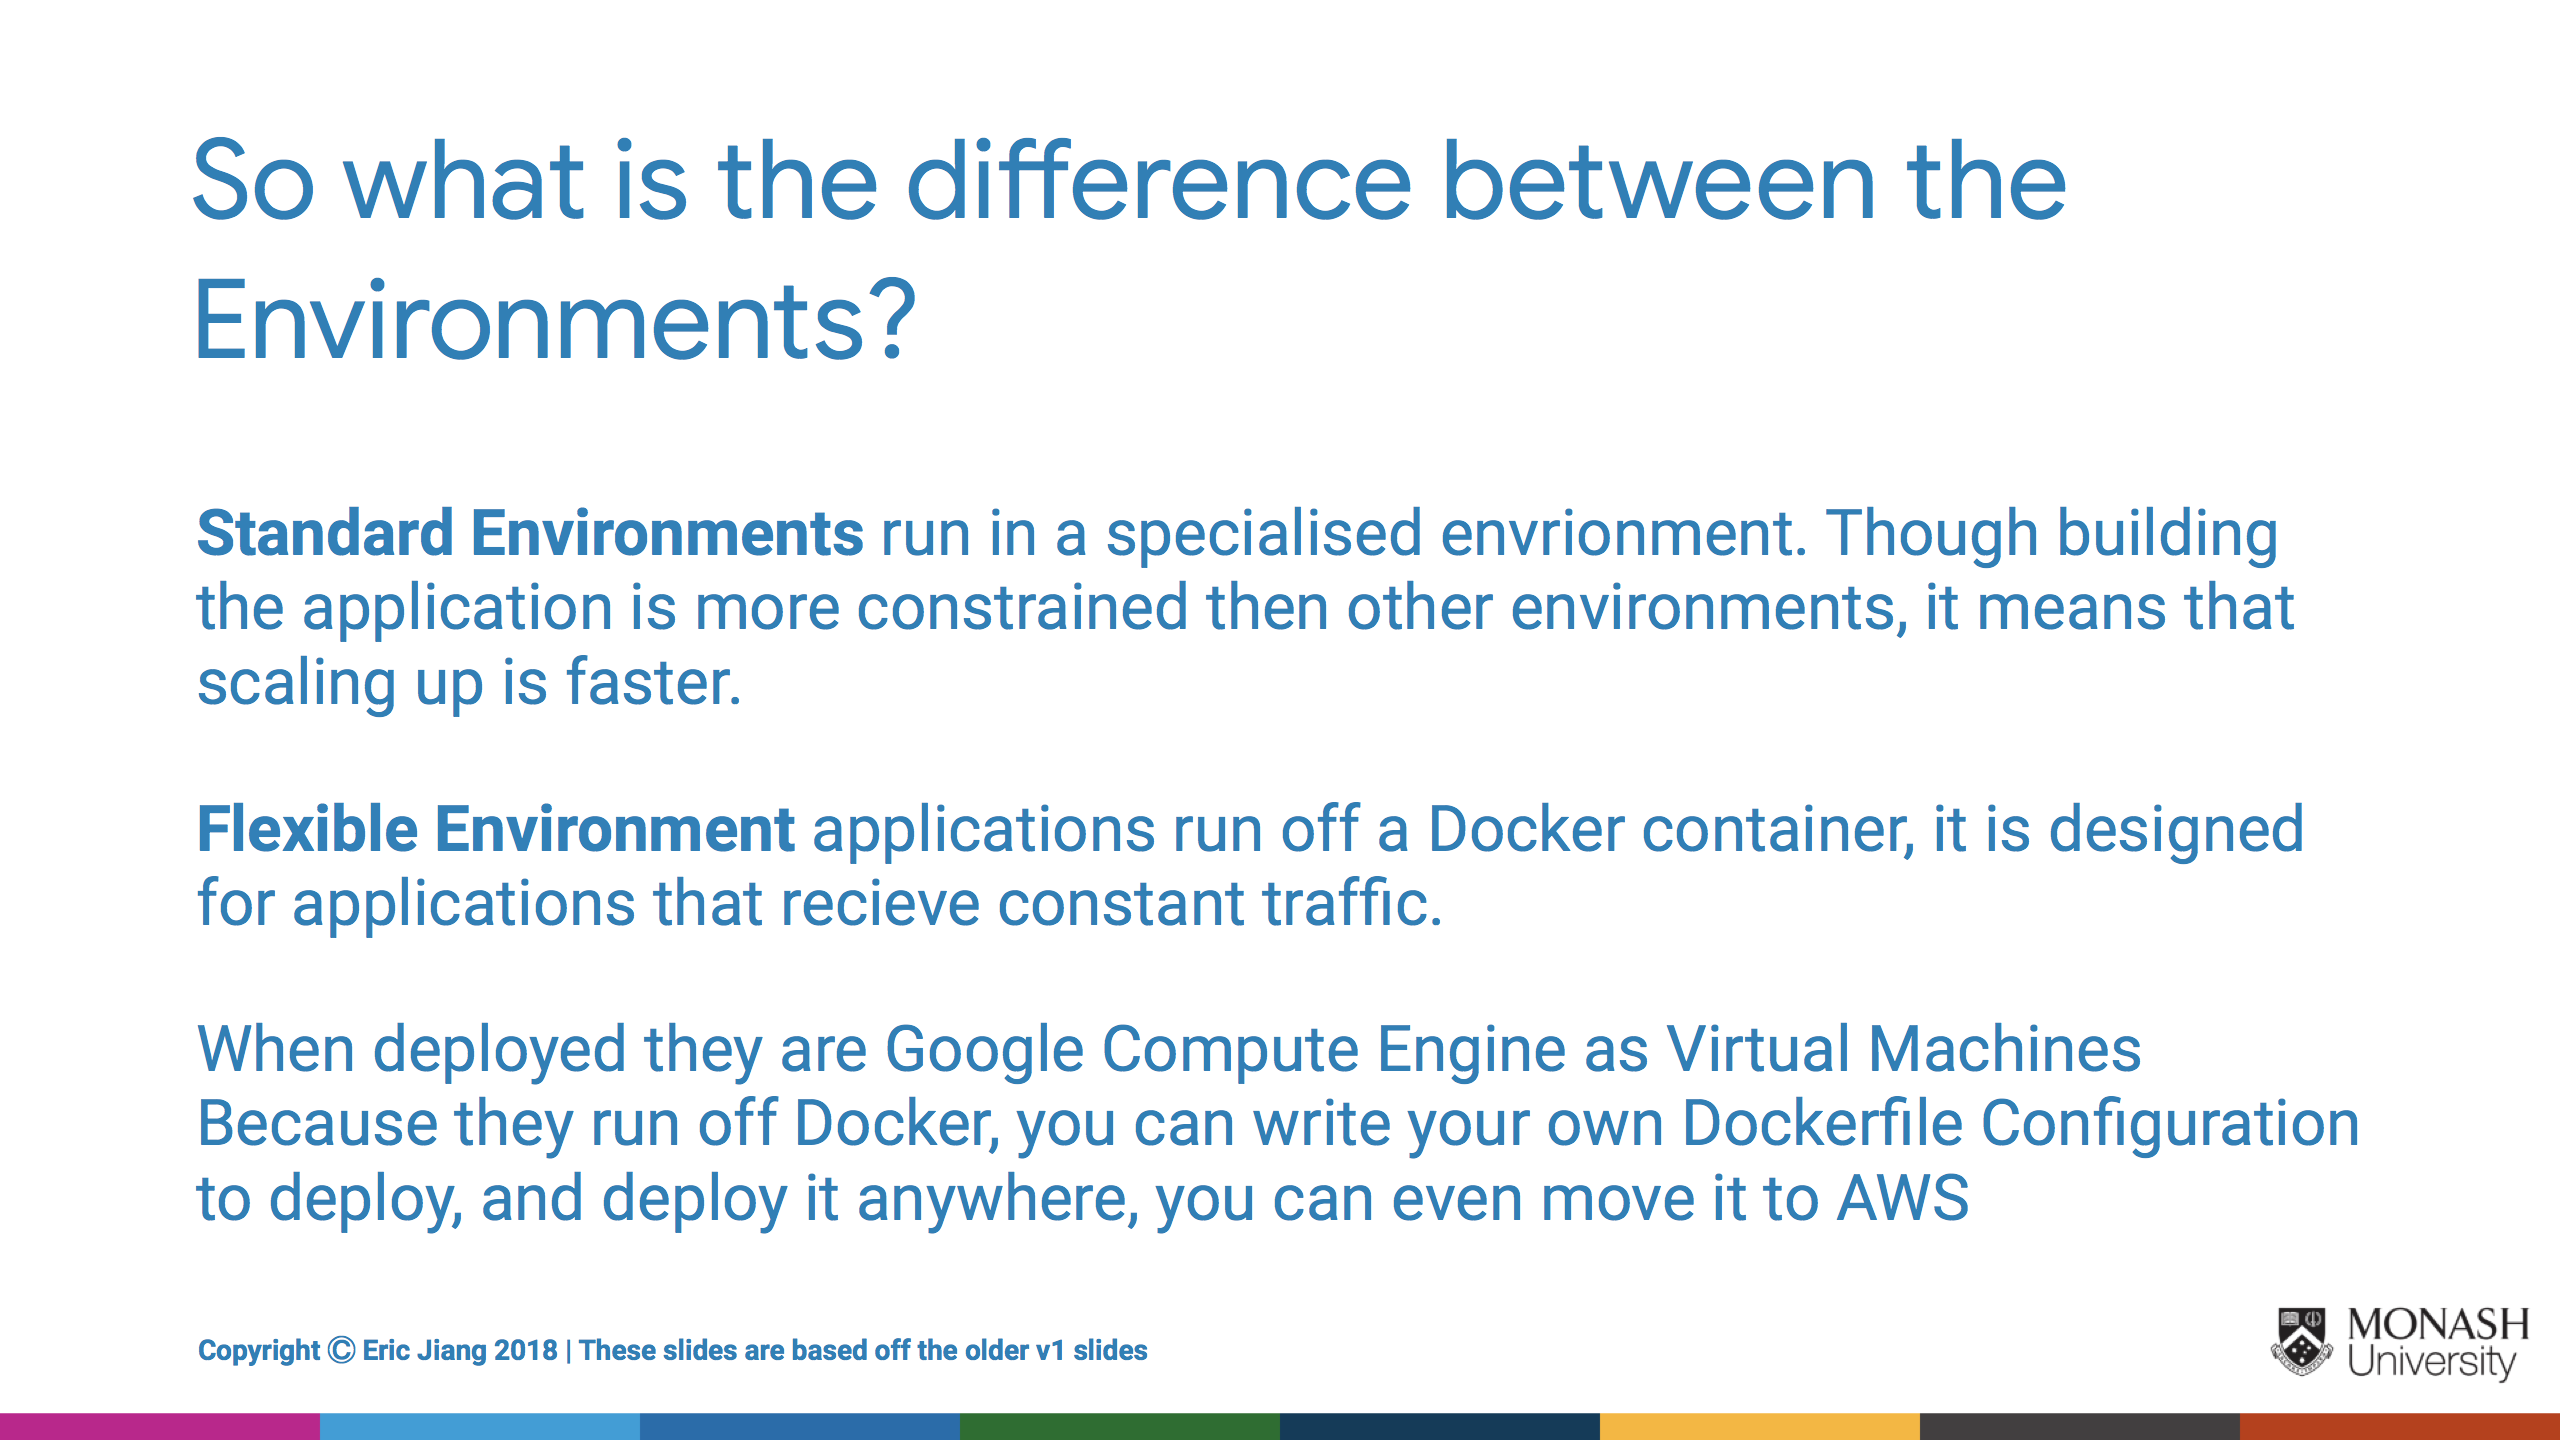 So what is the difference between the
Environments?
Standard Environments run in a specialised envrionment. Though building
the application is more constrained then other environments, it means that
scaling up is faster.
Flexible Environment applications run off a Docker container, it is designed
for applications that recieve constant traffic.
When deployed they are Google Compute Engine as Virtual Machines
Because they run off Docker, you can write your own Dockerfile Configuration
to deploy, and deploy it anywhere, you can even move it to AWS
Copyright © Eric Jiang 2018 | These slides are based off the older v1 slides
MONASH
University